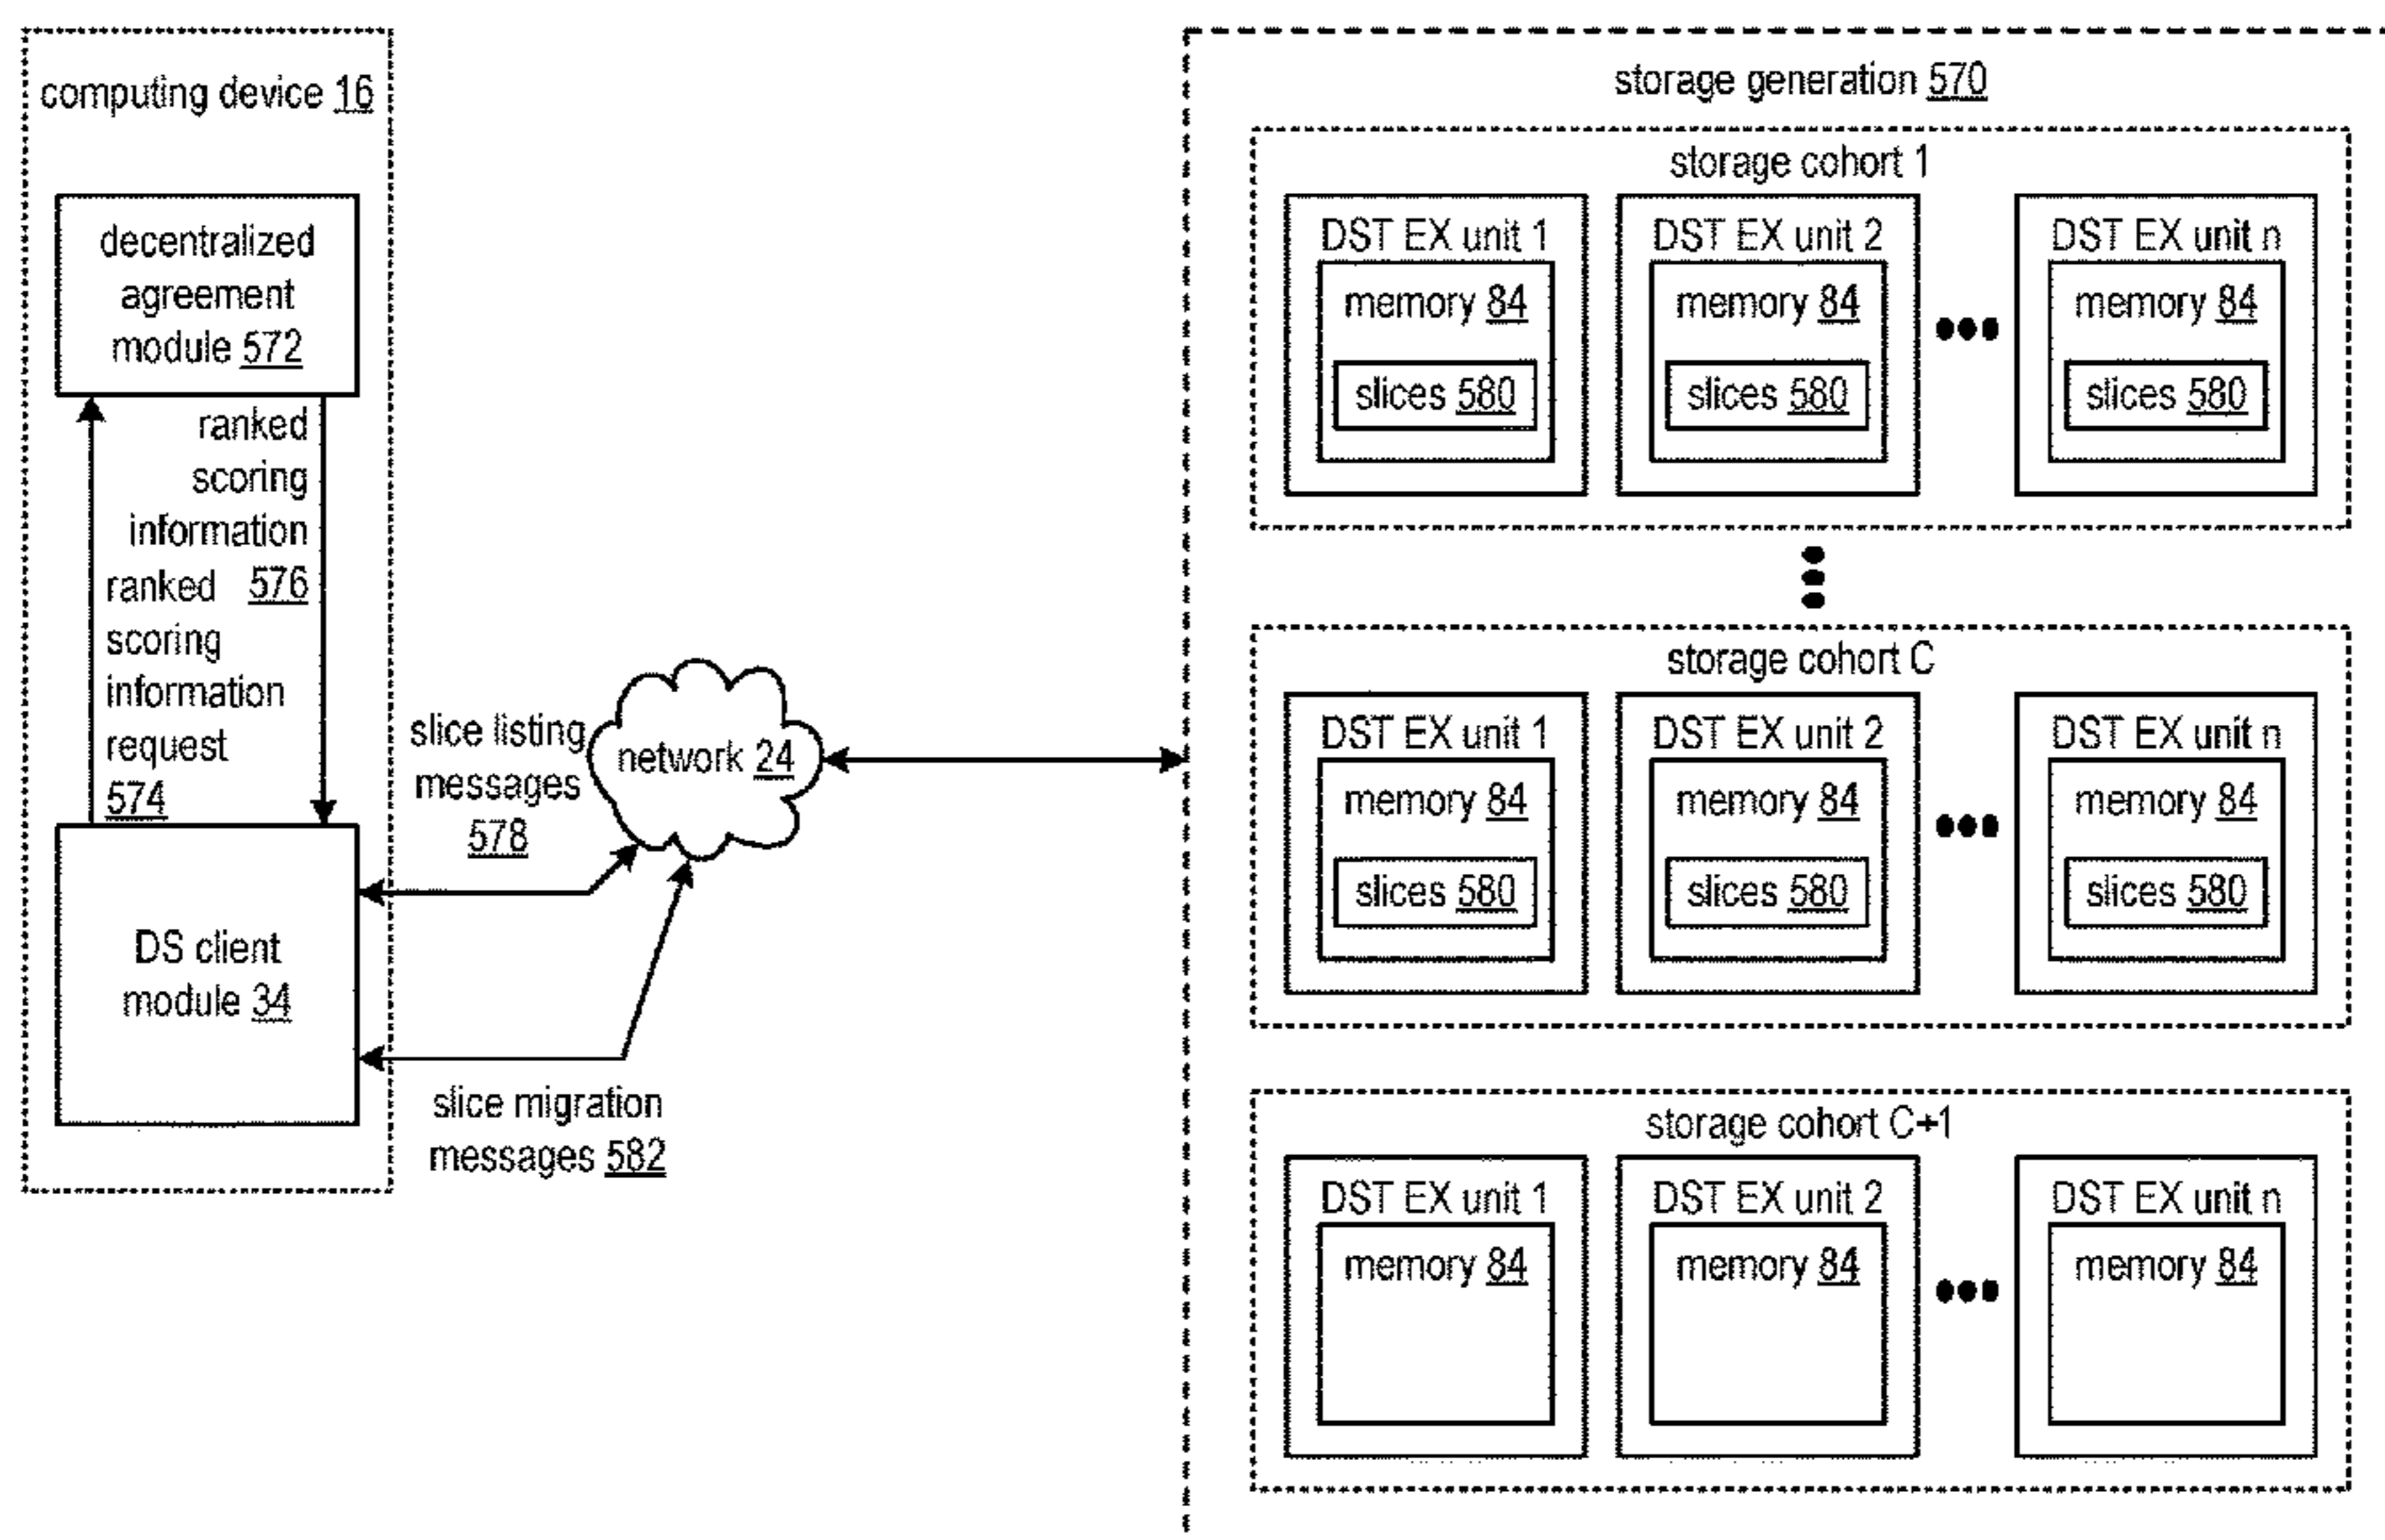 computing device 16
decentralized
agreement
module 572
ranked
scoring
information
576
ranked
scoring
information
request
574
DS client
module 34
slice listing
messages
578
network 24
slice migration
messages 582
storage generation 570
storage cohort 1
DST EX unit 1
memory 84
slices 580
DST EX unit 2
memory 84
slices 580
DST EX unit n
memory 84
slices 580
storage cohort C
DST EX unit 1
memory 84
slices 580
DST EX unit 2
memory 84
slices 580
DST EX unit n
memory 84
slices 580
storage cohort C+1
DST EX unit 1
memory 84
DST EX unit 2
memory 84
DST EX unit n
memory 84